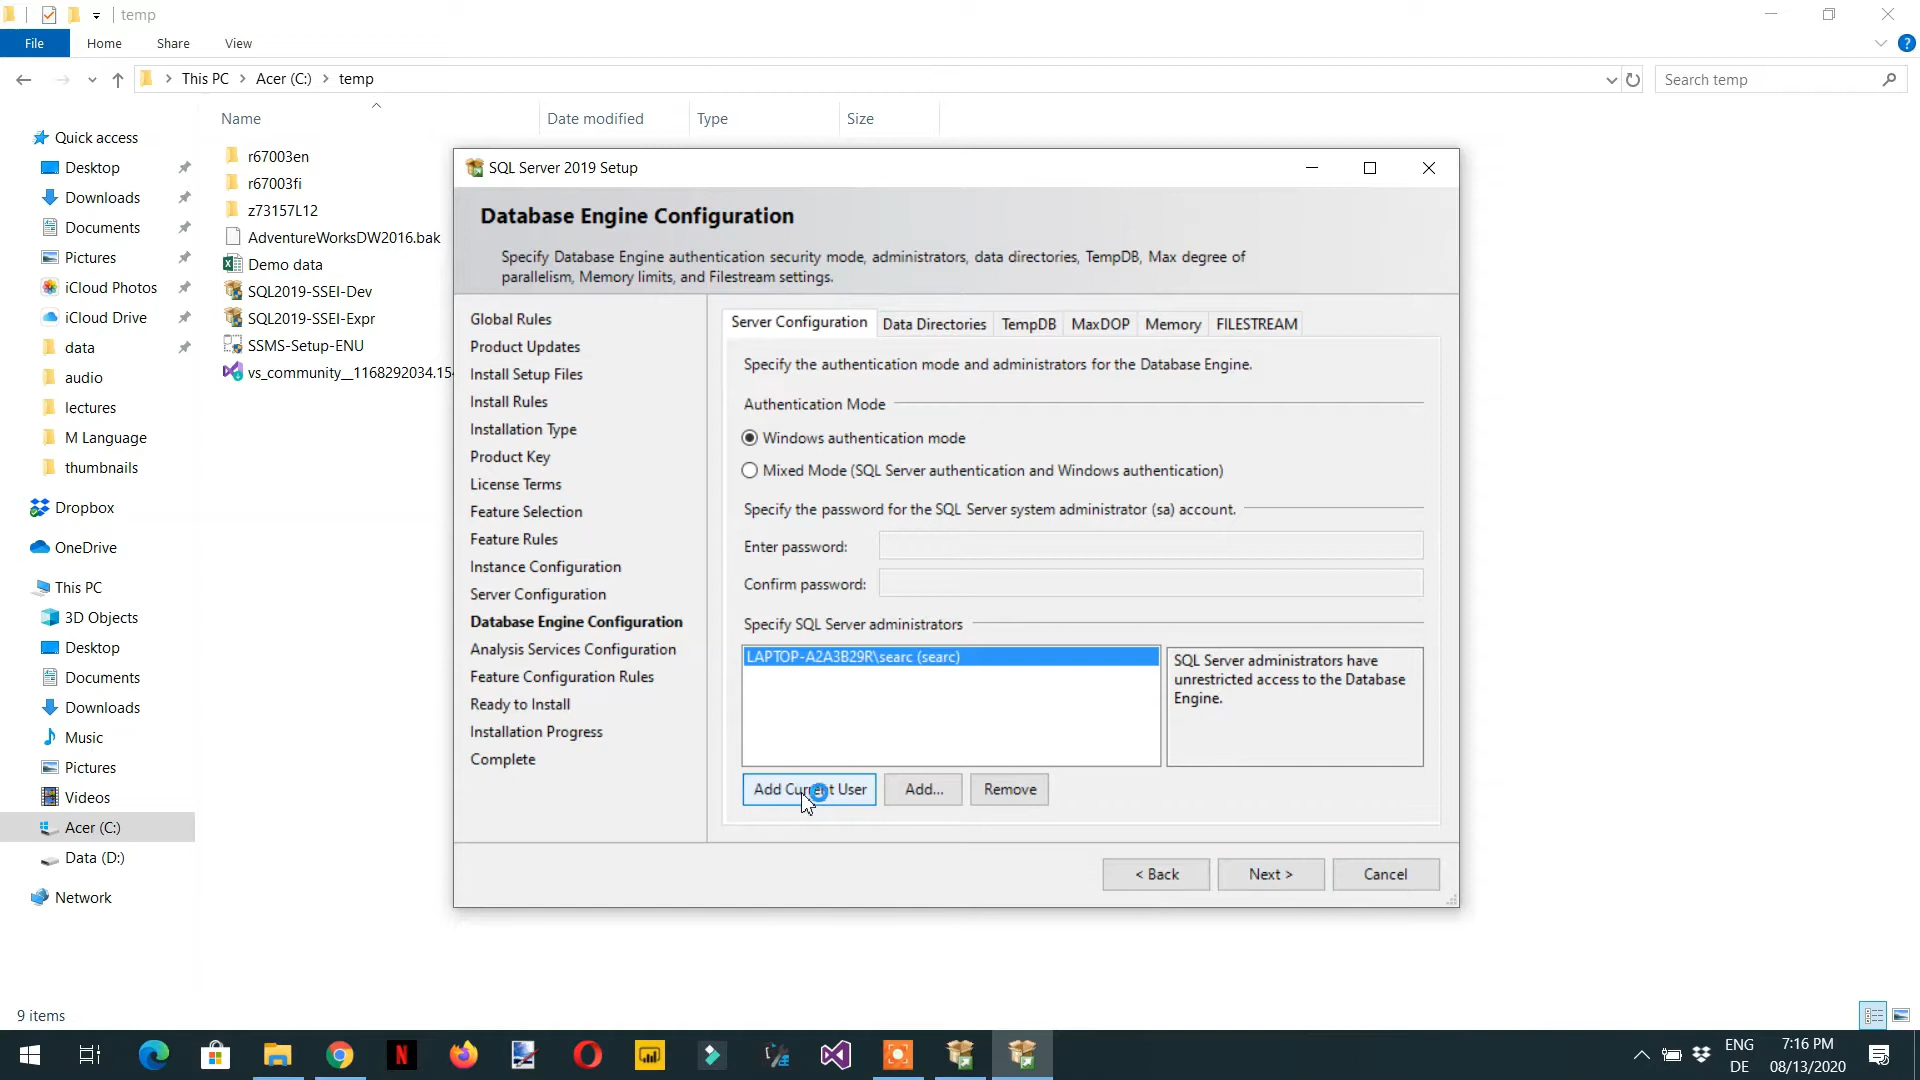 temp
File Home Share View
This PC Acer (C:) temp
Search temp
Name Date modified Type Size
Quick access
Desktop
Downloads
Documents
Pictures
iCloud Photos
iCloud Drive
data
audio
lectures
M Language
thumbnails
Dropbox
OneDrive
This PC
3D Objects
Desktop
Documents
Downloads
Music
Pictures
Videos
Acer (C:)
Data (D:)
Network
r67003en
r67003fi
z73157L12
AdventureWorksDW2016.bak
Demo data
SQL2019-SSEI-Dev
SQL2019-SSEI-Expr
SSMS-Setup-ENU
vs_community__1168292034.154
SQL Server 2019 Setup
Database Engine Configuration
Specify Database Engine authentication security mode, administrators, data directories, TempDB, Max degree of
parallelism, Memory limits, and Filestream settings.
Global Rules
Product Updates
Install Setup Files
Install Rules
Installation Type
Product Key
License Terms
Feature Selection
Feature Rules
Instance Configuration
Server Configuration
Database Engine Configuration
Analysis Services Configuration
Feature Configuration Rules
Ready to Install
Installation Progress
Complete
Server Configuration Data Directories TempDB MaxDOP Memory FILESTREAM
Specify the authentication mode and administrators for the Database Engine.
Authentication Mode
Windows authentication mode
Mixed Mode (SQL Server authentication and Windows authentication)
Specify the password for the SQL Server system administrator (sa) account.
Enter password:
Confirm password:
Specify SQL Server administrators
LAPTOP-A2A3B29R\searc (searc)
SQL Server administrators have
unrestricted access to the Database
Engine.
Add Current User Add... Remove
< Back Next > Cancel
9 items
ENG
DE
7:16 PM
08/13/2020